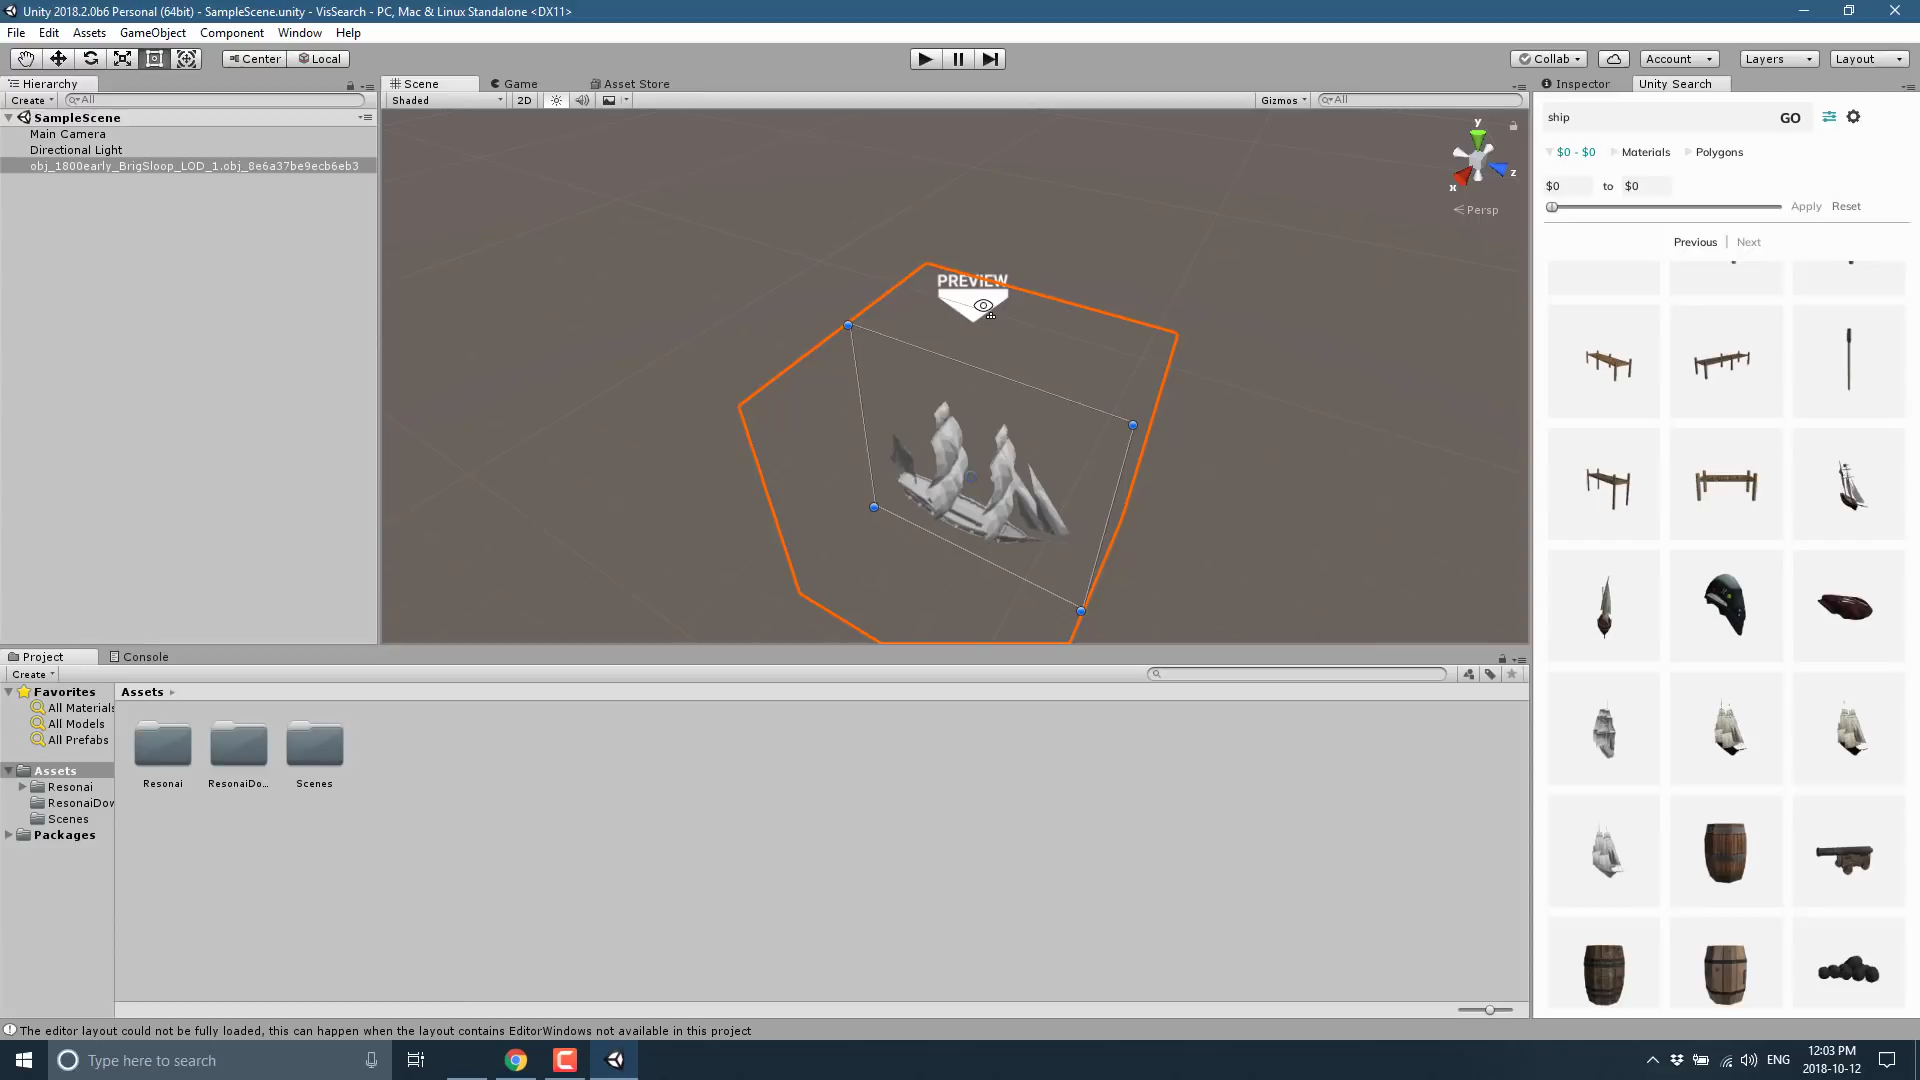 Unity 2018.2.0b6 Personal (64bit) - SampleScene.unity - VisSearch - PC, Mac & Linux Standalone <DX11>
File Edit Assets GameObject Component Window Help
Center Local Collab Account Layers Layout
Hierarchy Scene Game Asset Store Inspector Unity Search
Create All Shaded 2D Gizmos All
SampleScene
Main Camera
Directional Light
obj_1800early_BrigSloop_LOD_1.obj_8e6a37be9ecb6eb3
y
x
z
Persp
PREVIEW
ship GO
$0 - $0 Materials Polygons
$0 to $0
Apply Reset
Previous | Next
Project Console
Create
Favorites
All Materials
All Models
All Prefabs
Assets
Resonai
ResonaiDow
Scenes
Packages
Assets
Resonai ResonaiDo... Scenes
The editor layout could not be fully loaded, this can happen when the layout contains EditorWindows not available in this project
Type here to search
ENG
12:03 PM
2018-10-12